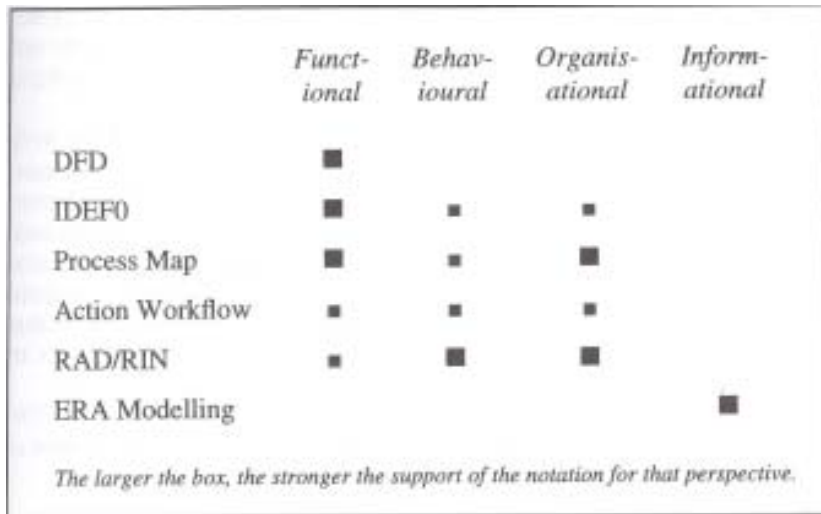 Funct- Behav- Organis- Inform-
ional ioural ational ational
DFD
IDEF0
Process Map
Action Workflow
RAD/RIN
ERA Modelling
The larger the box, the stronger the support of the notation for that perspective.